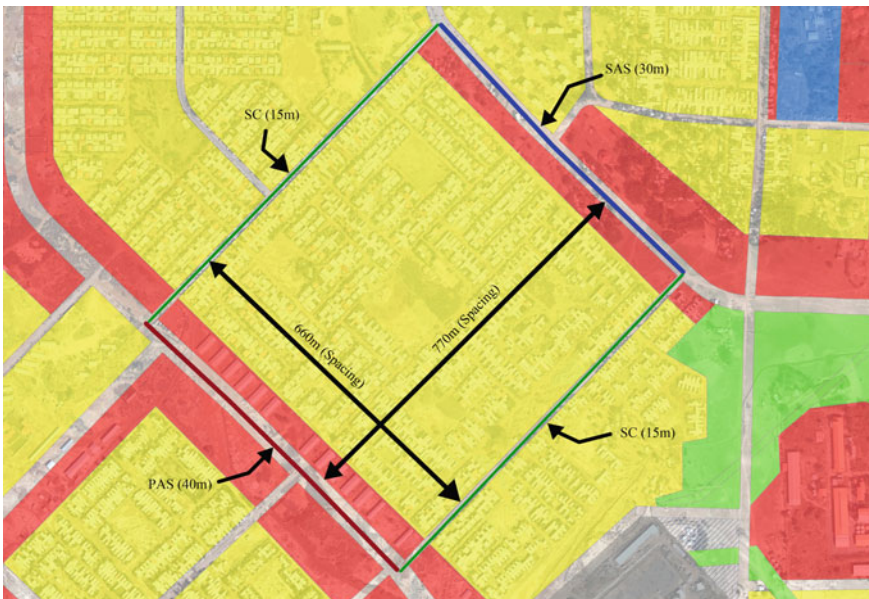 SAS (30m)
SC (15m)
770m (Spacing)
660m (Spacing)
SC (15m)
PAS (40m)